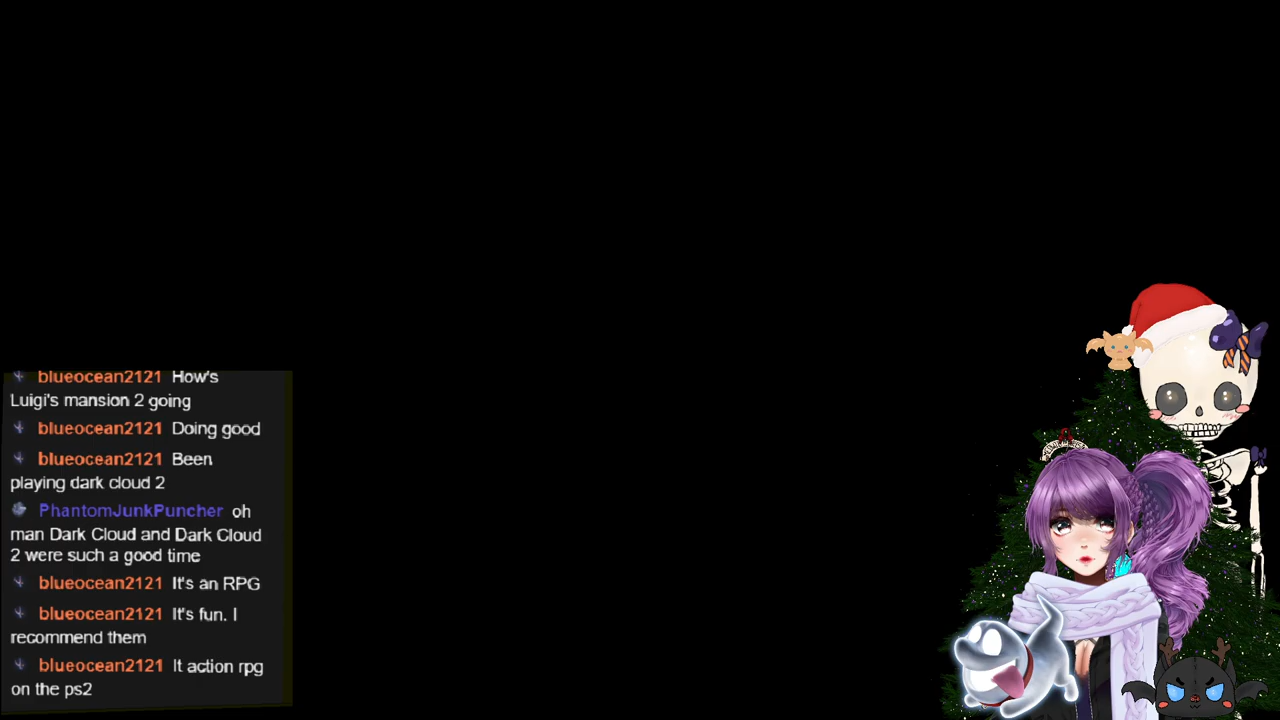 blueocean2121 How's
Luigi's mansion 2 going
blueocean2121 Doing good
blueocean2121 Been
playing dark cloud 2
PhantomJunkPuncher oh
man Dark Cloud and Dark Cloud
2 were such a good time
blueocean2121 It's an RPG
blueocean2121 It's fun. I
recommend them
blueocean2121 It action rpg
on the ps2